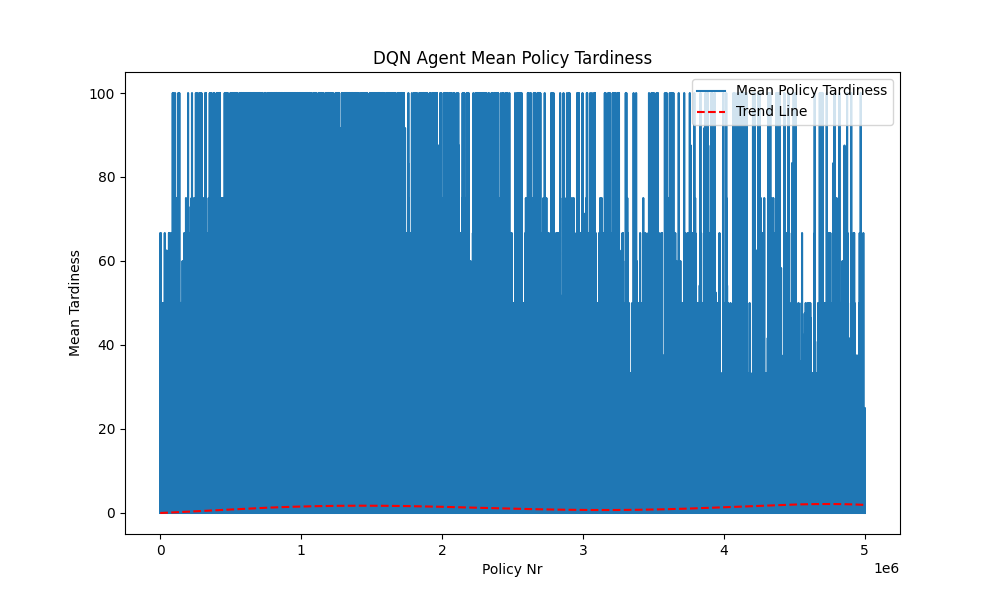 DQN Agent Mean Policy Tardiness
Mean Policy Tardiness
Trend Line
100
80
60
40
20
0
Mean Tardiness
0 1 2 3 4 5
1e6
Policy Nr